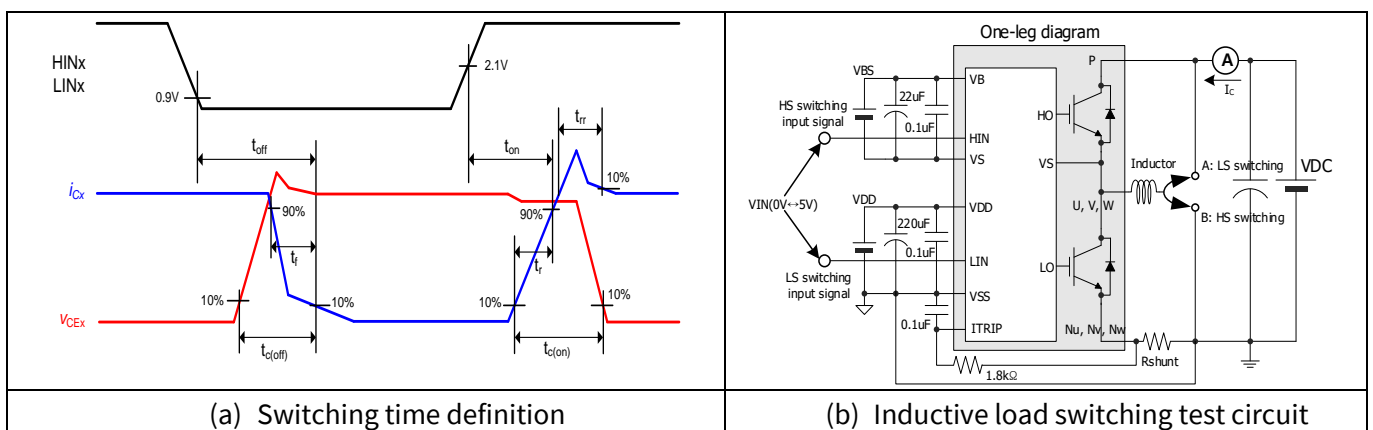 HINx
LINx
0.9V
2.1V
toff
ton
trr
iCx
90%
10%
90%
tf
tr
10%
10%
10%
10%
vCEx
tc(off)
tc(on)
(a) Switching time definition
One-leg diagram
P
A
IC
VBS
22uF
0.1uF
VB
HS switching
input signal
HIN
HO
VS
VS
Inductor
A: LS switching
VDC
VIN(0V↔5V)
U, V, W
B: HS switching
VDD
220uF
0.1uF
VDD
LIN
LO
LS switching
input signal
VSS
0.1uF
ITRIP
Nu, Nv, Nw
Rshunt
1.8kΩ
(b) Inductive load switching test circuit